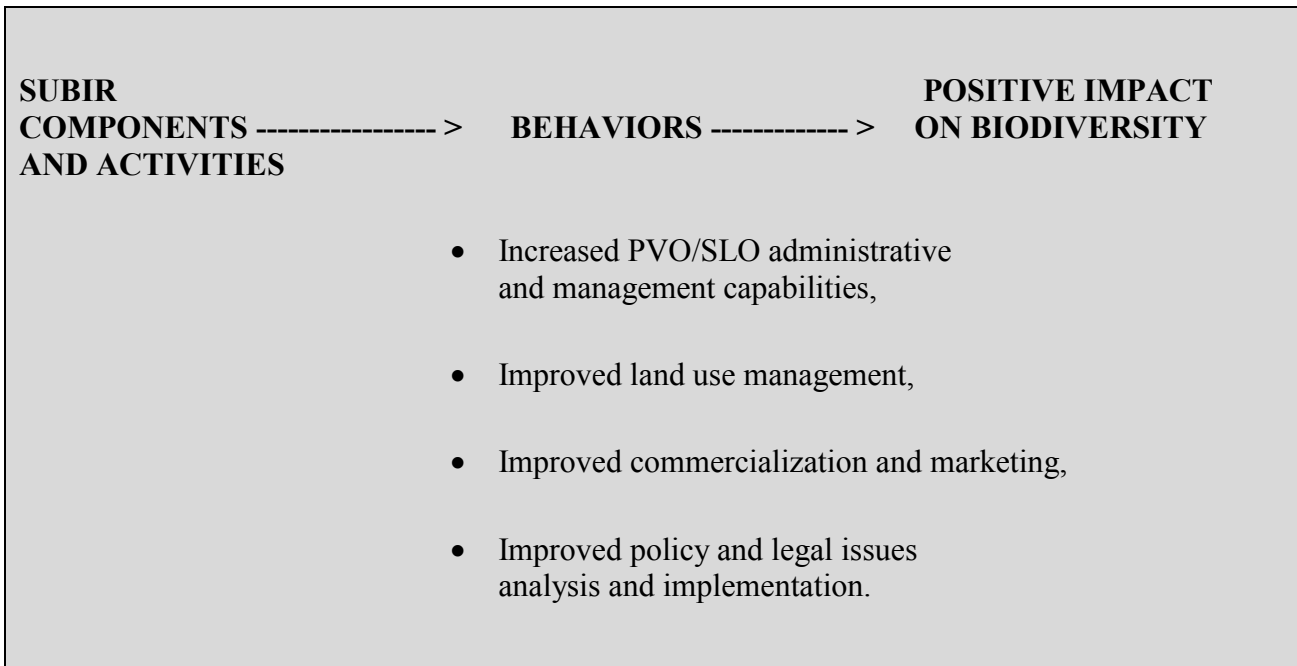 SUBIR POSITIVE IMPACT
COMPONENTS ----------------- > BEHAVIORS ------------- > ON BIODIVERSITY
AND ACTIVITIES
• Increased PVO/SLO administrative
and management capabilities,
• Improved land use management,
• Improved commercialization and marketing,
• Improved policy and legal issues
analysis and implementation.